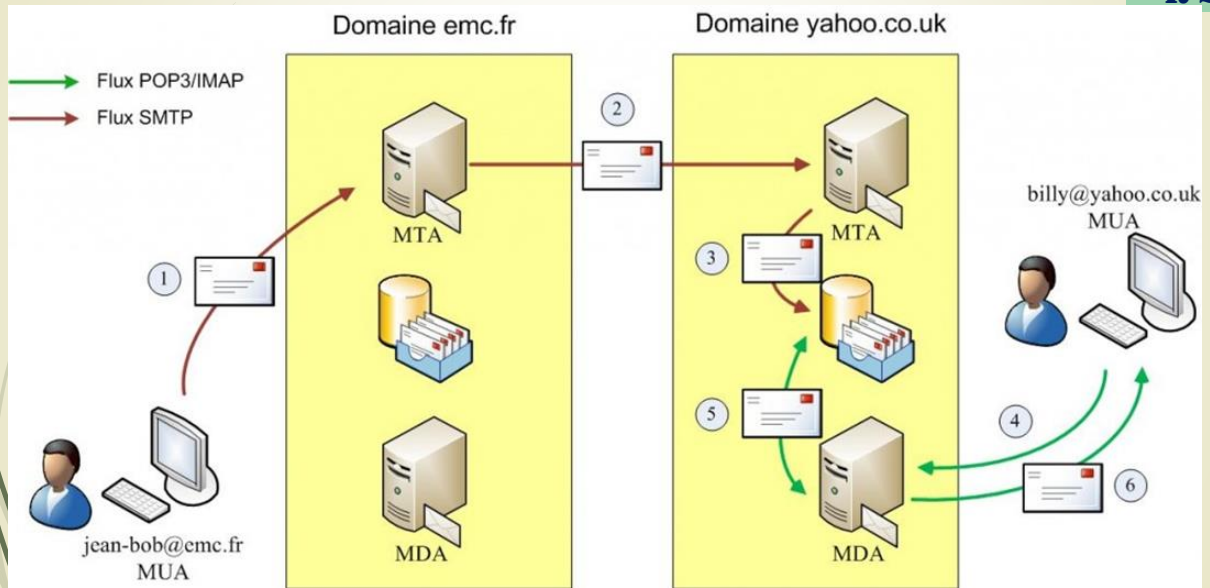 Domaine emc.fr
Domaine yahoo.co.uk
Flux POP3/IMAP
Flux SMTP
2
MTA
MTA
billy@yahoo.co.uk
MUA
1
3
5
4
6
jean-bob@emc.fr
MUA
MDA
MDA